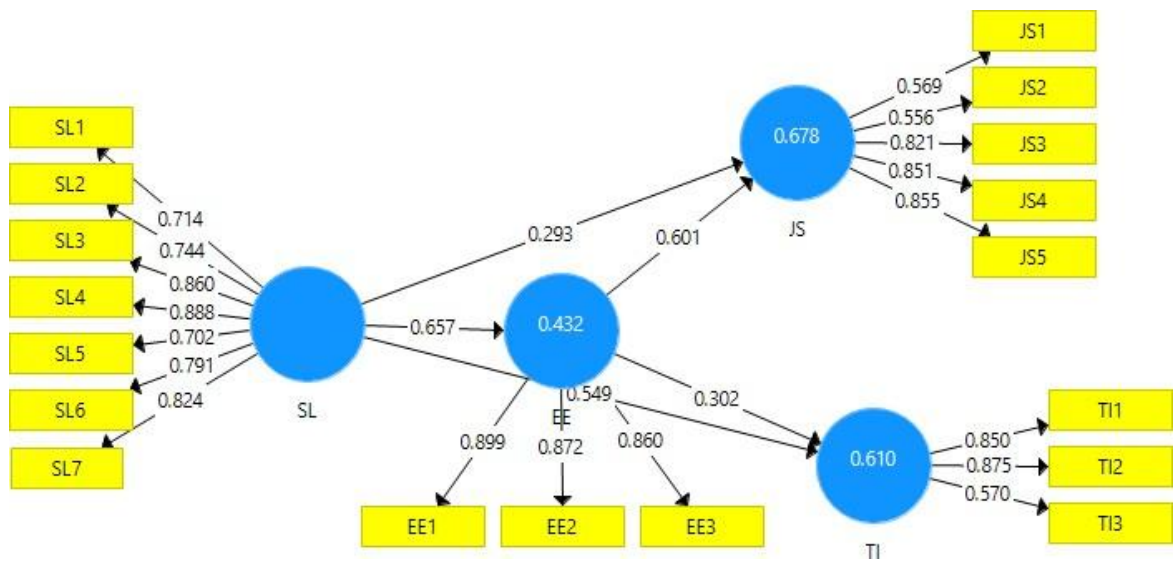 SL1
SL2
SL3
SL4
SL5
SL6
SL7
0.714
0.744
0.860
0.888
0.702
0.791
0.824
SL
0.293
0.657
0.549
0.432
EE
0.601
0.302
0.899
0.872
0.860
EE1
EE2
EE3
0.678
JS
0.569
0.556
0.821
0.851
0.855
JS1
JS2
JS3
JS4
JS5
0.610
TI
0.850
0.875
0.570
TI1
TI2
TI3